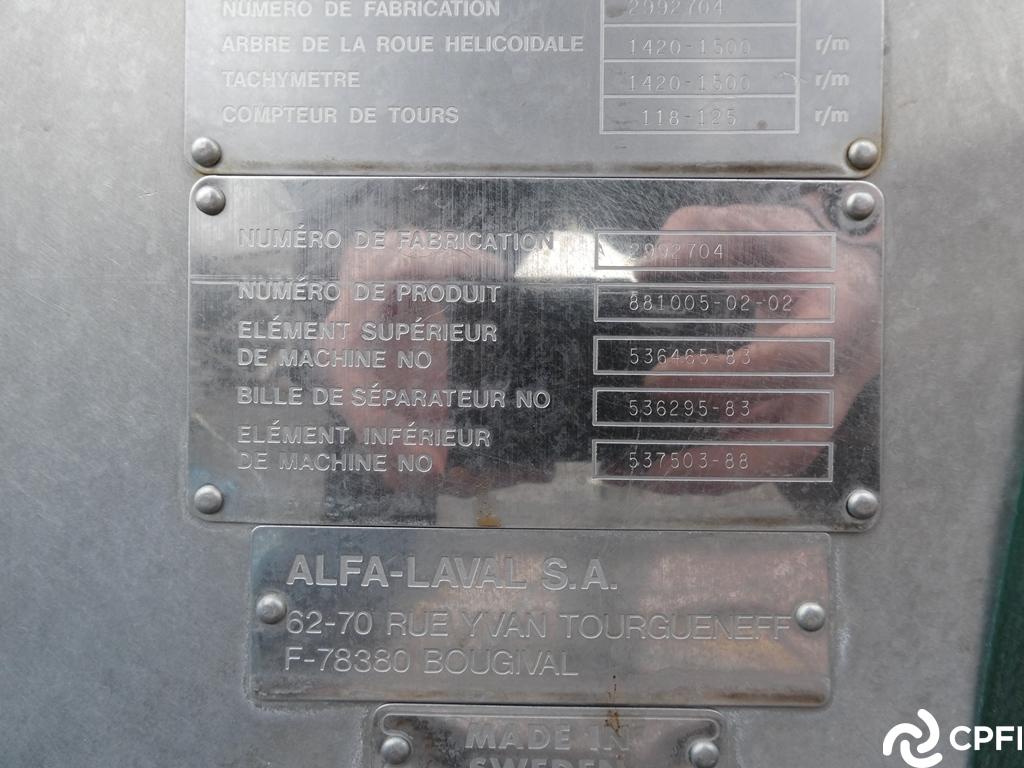 NUMERO DE FABRICATION 2992704
ARBRE DE LA ROUE HELICOIDALE 1420-1500 r/m
TACHYMETRE 1420-1500 r/m
COMPTEUR DE TOURS 118-125 r/m
NUMÉRO DE FABRICATION 2992704
NUMÉRO DE PRODUIT 881005-02-02
ELÉMENT SUPÉRIEUR
DE MACHINE NO 536465-83
BILLE DE SÉPARATEUR NO 536295-83
ELÉMENT INFÉRIEUR
DE MACHINE NO 537503-88
ALFA-LAVAL S.A.
62-70 RUE YVAN TOURGUENEFF
F-78380 BOUGIVAL
MADE IN
SWEDEN
CPFI